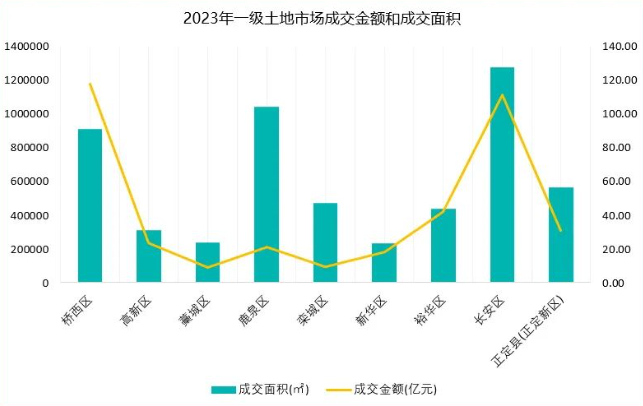 2023年一级土地市场成交金额和成交面积
1400000
1200000
1000000
800000
600000
400000
200000
0
140.00
120.00
100.00
80.00
60.00
40.00
20.00
0.00
桥西区
高新区
藁城区
鹿泉区
栾城区
新华区
裕华区
长安区
正定县(正定新区)
成交面积(㎡) 成交金额(亿元)